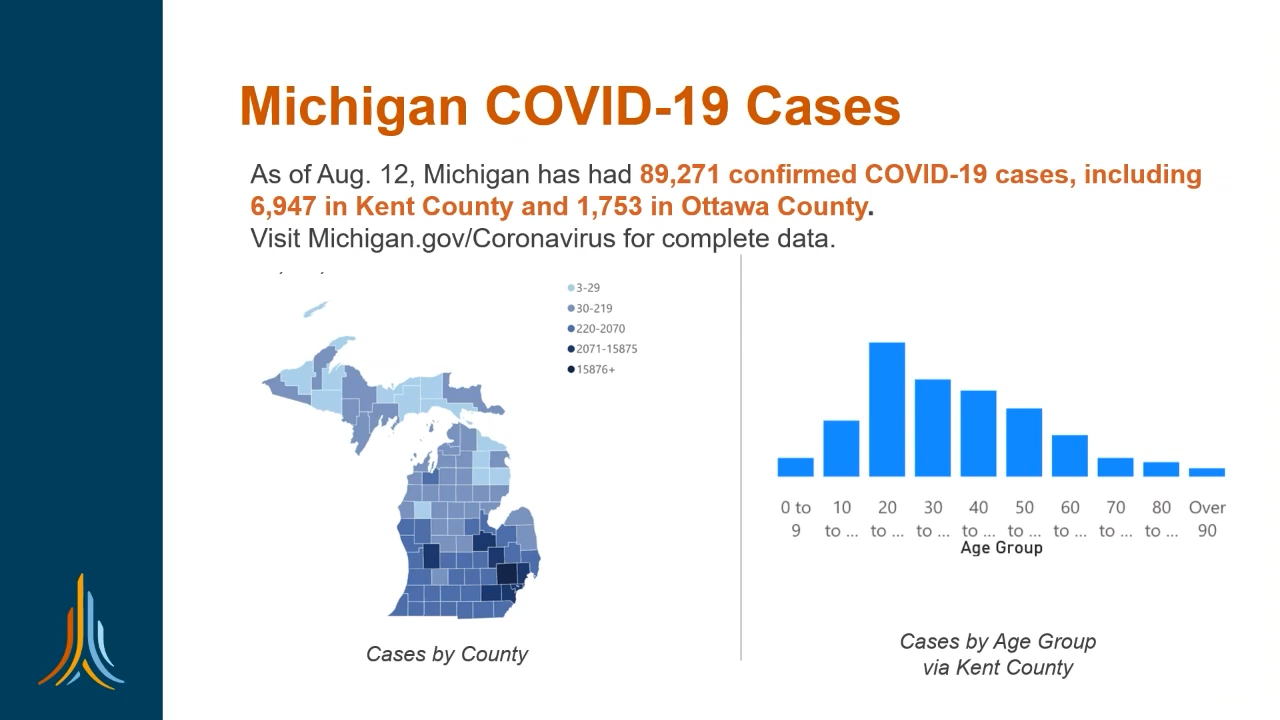 Michigan COVID-19 Cases
As of Aug. 12, Michigan has had 89,271 confirmed COVID-19 cases, including
6,947 in Kent County and 1,753 in Ottawa County.
Visit Michigan.gov/Coronavirus for complete data.
3-29
30-219
220-2070
2071-15875
15876+
Cases by County
0 to 10 20 30 40 50 60 70 80 Over
9 to ... to ... to ... to ... to ... to ... to ... to ... 90
Age Group
Cases by Age Group
via Kent County